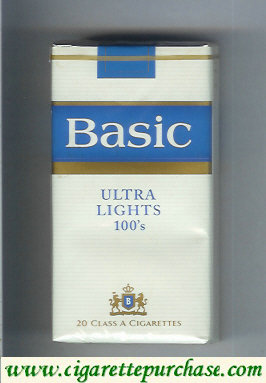 Basic
ULTRA
LIGHTS
100's
B
20 CLASS A CIGARETTES
www.cigarettepurchase.com